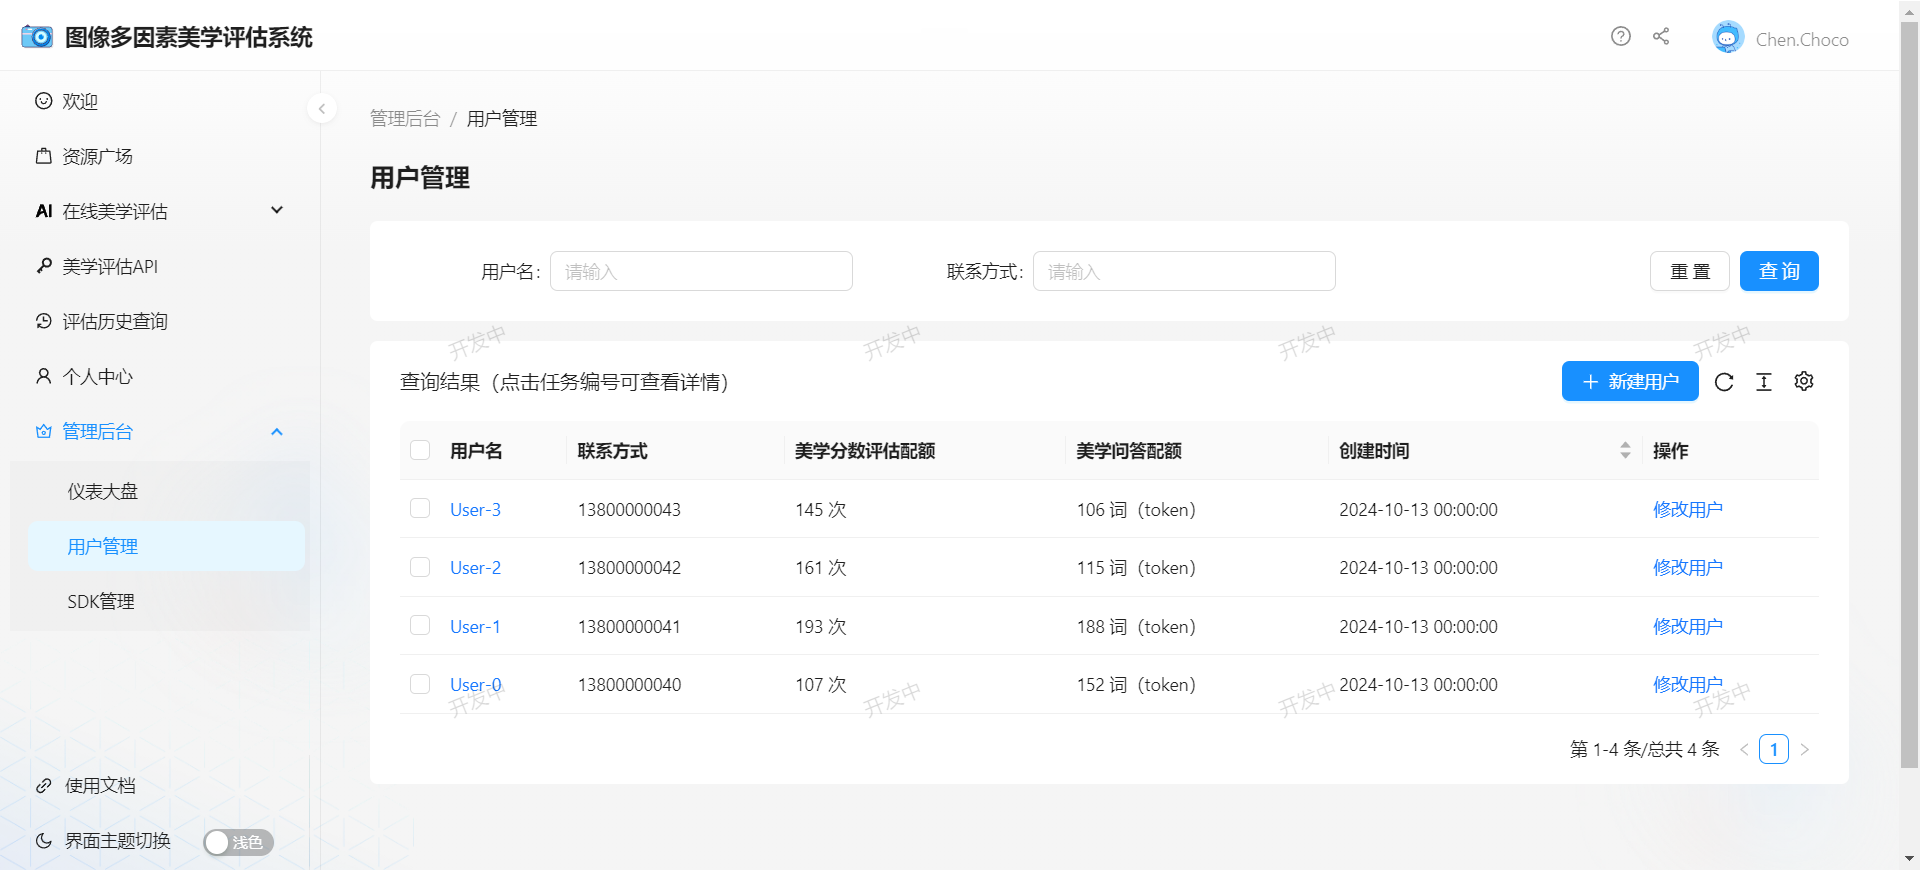 图像多因素美学评估系统
Chen.Choco
欢迎
资源广场
AI 在线美学评估
美学评估API
评估历史查询
个人中心
管理后台
仪表大盘
用户管理
SDK管理
使用文档
界面主题切换 浅色
管理后台 / 用户管理
用户管理
用户名: 请输入 联系方式: 请输入 重 置 查 询
开发中 开发中 开发中 开发中
查询结果（点击任务编号可查看详情） + 新建用户
用户名 联系方式 美学分数评估配额 美学问答配额 创建时间 操作
User-3 13800000043 145 次 106 词（token） 2024-10-13 00:00:00 修改用户
User-2 13800000042 161 次 115 词（token） 2024-10-13 00:00:00 修改用户
User-1 13800000041 193 次 188 词（token） 2024-10-13 00:00:00 修改用户
User-0 13800000040 107 次 152 词（token） 2024-10-13 00:00:00 修改用户
开发中 开发中 开发中 开发中
第 1-4 条/总共 4 条 < 1 >